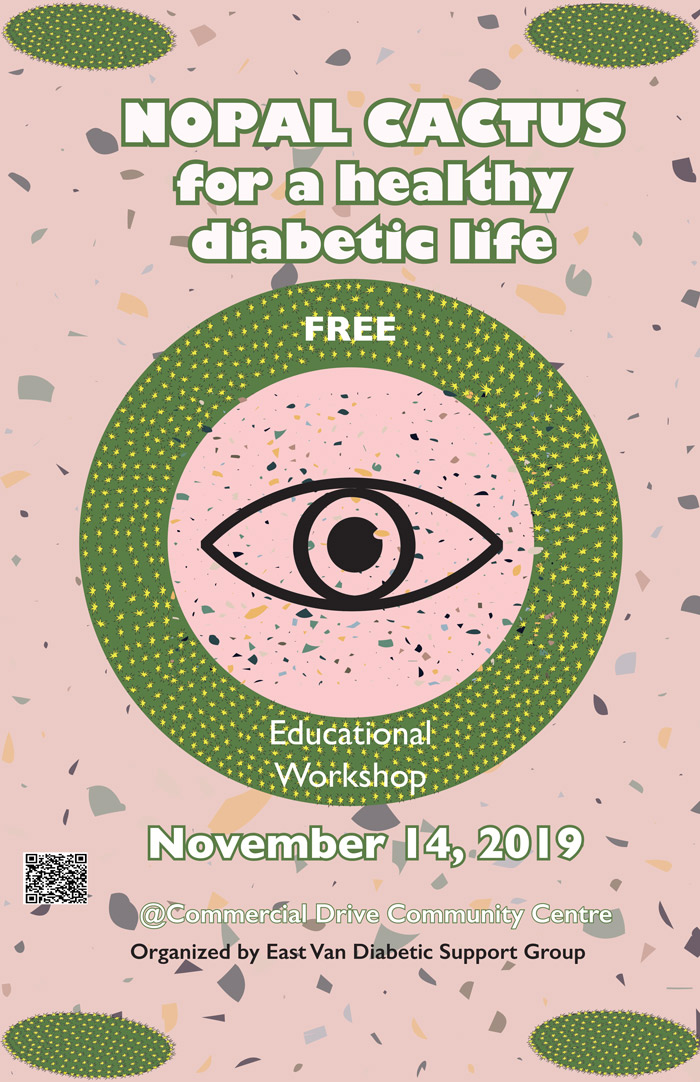 NOPAL CACTUS
for a healthy
diabetic life
FREE
Educational
Workshop
November 14, 2019
@Commercial Drive Community Centre
Organized by East Van Diabetic Support Group